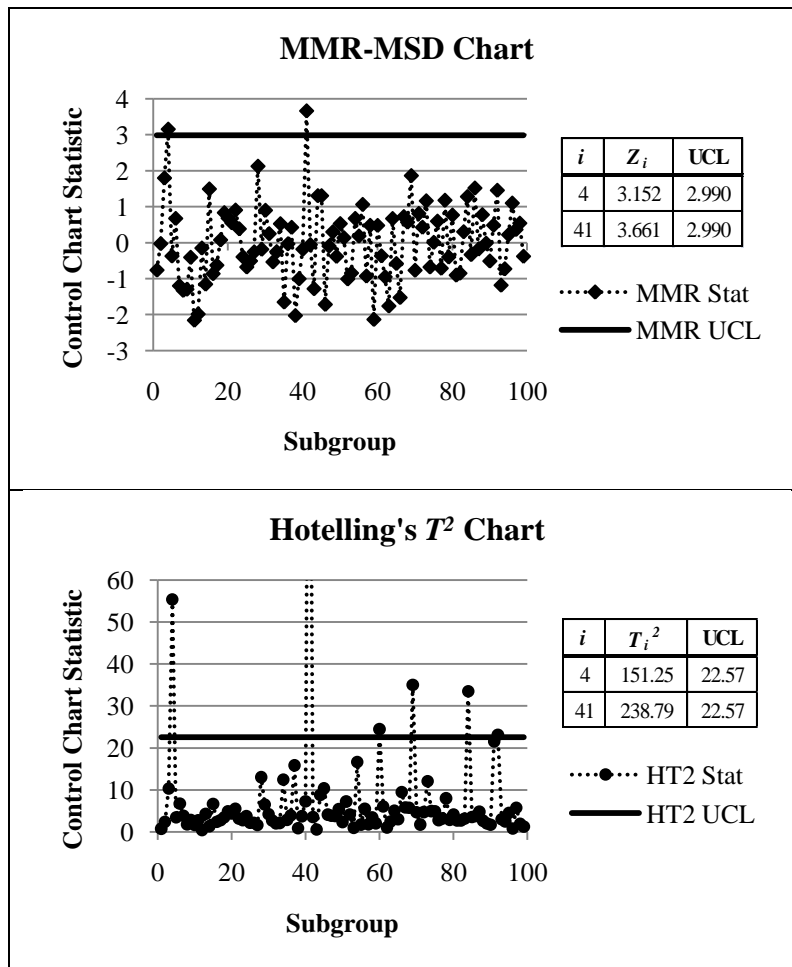 MMR-MSD Chart
Control Chart Statistic
4
3
2
1
0
-1
-2
-3
0 20 40 60 80 100
Subgroup
i Zi UCL
4 3.152 2.990
41 3.661 2.990
MMR Stat
MMR UCL
Hotelling's T² Chart
Control Chart Statistic
60
50
40
30
20
10
0
0 20 40 60 80 100
Subgroup
i Ti² UCL
4 151.25 22.57
41 238.79 22.57
HT2 Stat
HT2 UCL